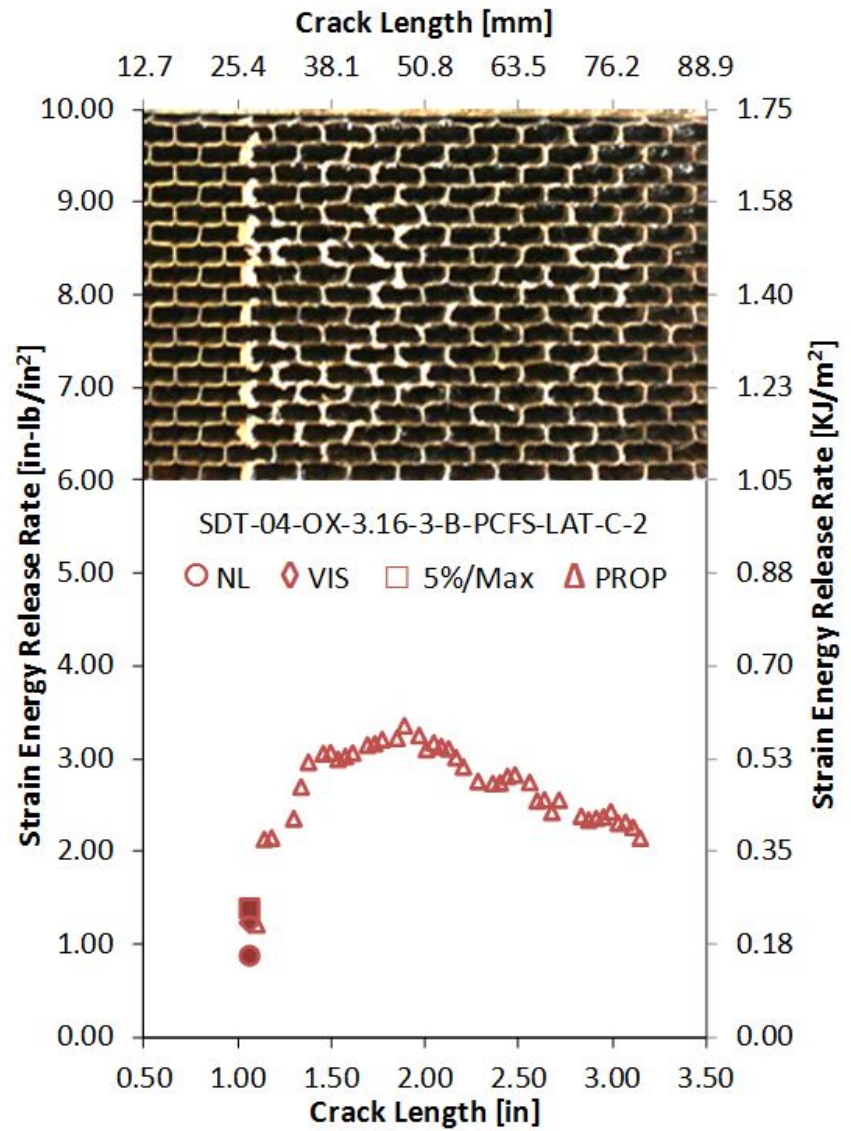 Crack Length [mm]
12.7 25.4 38.1 50.8 63.5 76.2 88.9
10.00 1.75
9.00 1.58
8.00 1.40
7.00 1.23
6.00 1.05
SDT-04-OX-3.16-3-B-PCFS-LAT-C-2
5.00 NL VIS 5%/Max PROP 0.88
4.00 0.70
3.00 0.53
2.00 0.35
1.00 0.18
0.00 0.00
0.50 1.00 1.50 2.00 2.50 3.00 3.50
Crack Length [in]
Strain Energy Release Rate [in-lb/in²]
Strain Energy Release Rate [KJ/m²]